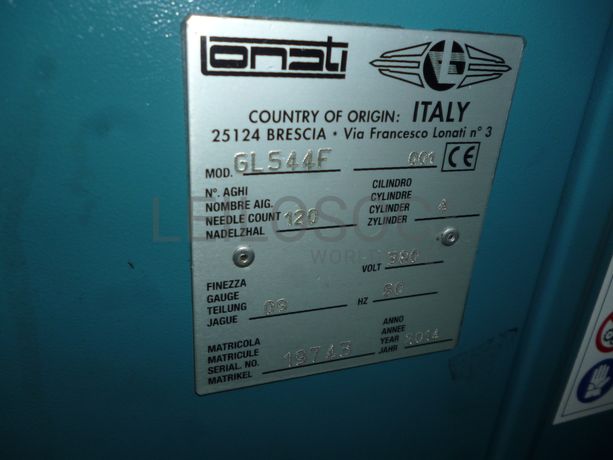 Lonati
COUNTRY OF ORIGIN: ITALY
25124 BRESCIA • Via Francesco Lonati n° 3
MOD. GL544F 001 CE
N°. AGHI
NOMBRE AIG.
NEEDLE COUNT 120
NADELZHAL
CILINDRO
CYLINDRE
CYLINDER 4
ZYLINDER
VOLT 380
FINEZZA
GAUGE
TEILUNG 09
JAGUE
HZ
MATRICOLA
MATRICULE
SERIAL NO. 19743
MATRIKEL
ANNO
ANNEE
YEAR 2014
JAHR